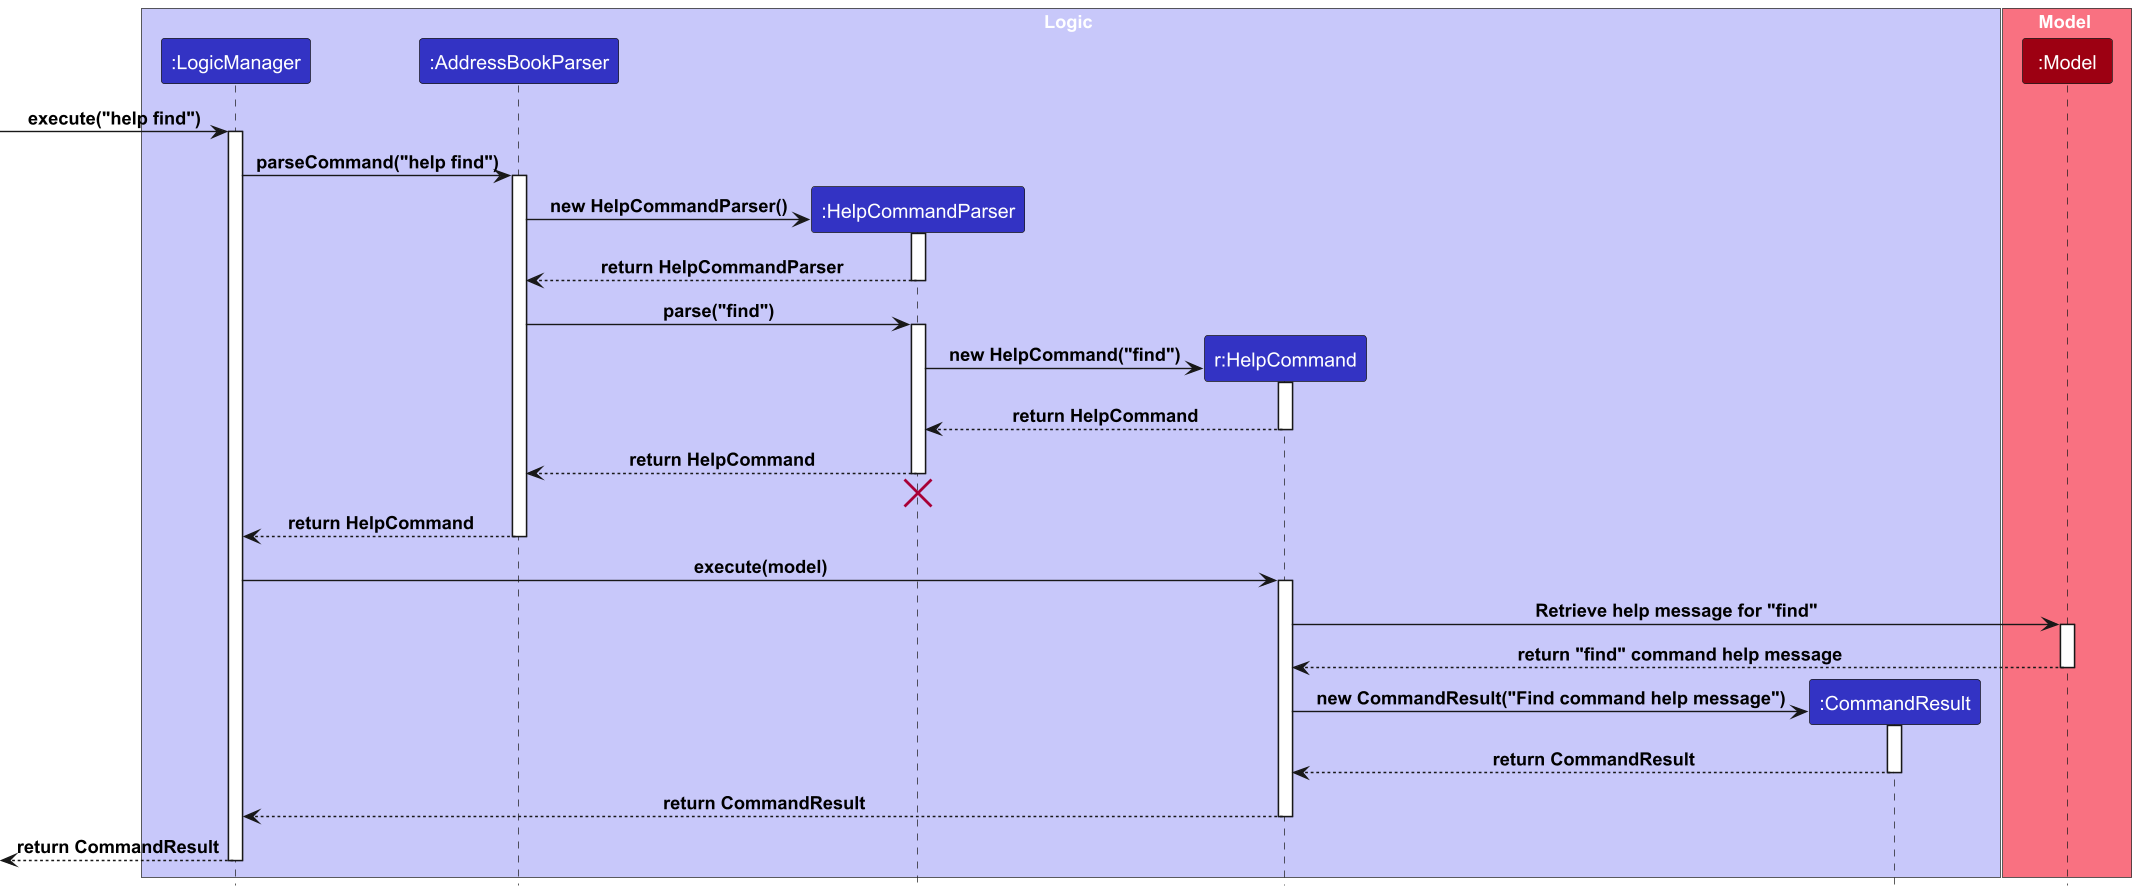 Logic
Model
:LogicManager
:AddressBookParser
:Model
execute("help find")
parseCommand("help find")
new HelpCommandParser()
:HelpCommandParser
return HelpCommandParser
parse("find")
new HelpCommand("find")
r:HelpCommand
return HelpCommand
return HelpCommand
return HelpCommand
execute(model)
Retrieve help message for "find"
return "find" command help message
new CommandResult("Find command help message")
:CommandResult
return CommandResult
return CommandResult
return CommandResult